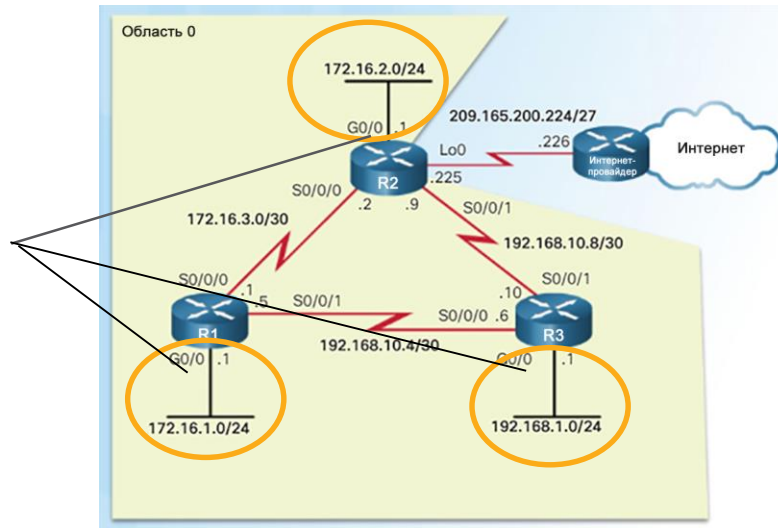 Область 0
172.16.2.0/24
G0/0 .1
209.165.200.224/27
Lo0
.226
Интернет-
провайдер
Интернет
R2
.225
S0/0/0
.2
.9
S0/0/1
172.16.3.0/30
192.168.10.8/30
S0/0/0
.1
S0/0/1
.10
.5
S0/0/1
S0/0/0
.6
R1
192.168.10.4/30
R3
G0/0
.1
G0/0
.1
172.16.1.0/24
192.168.1.0/24